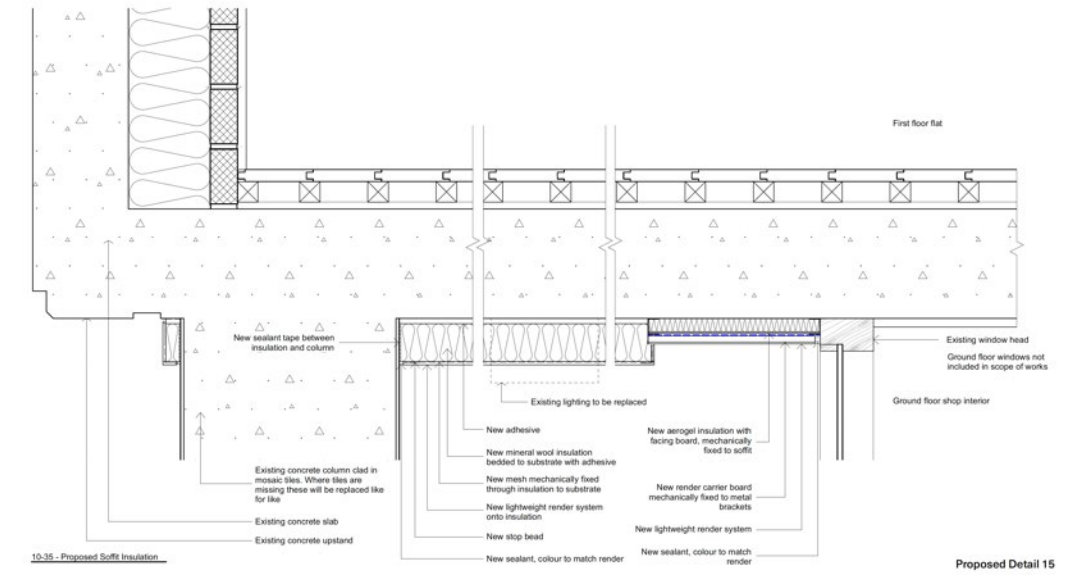 First floor flat
New sealant tape between
insulation and column
Existing window head
Ground floor windows not
included in scope of works
Existing lighting to be replaced
Ground floor shop interior
New adhesive
New aerogel insulation with
facing board, mechanically
fixed to soffit
New mineral wool insulation
bedded to substrate with adhesive
Existing concrete column clad in
mosaic tiles. Where tiles are
missing these will be replaced like
for like
New mesh mechanically fixed
through insulation to substrate
New render carrier board
mechanically fixed to metal
brackets
New lightweight render system
onto insulation
Existing concrete slab
New lightweight render system
New stop bead
Existing concrete upstand
New sealant, colour to match render
New sealant, colour to match
render
10-35 - Proposed Soffit Insulation
Proposed Detail 15